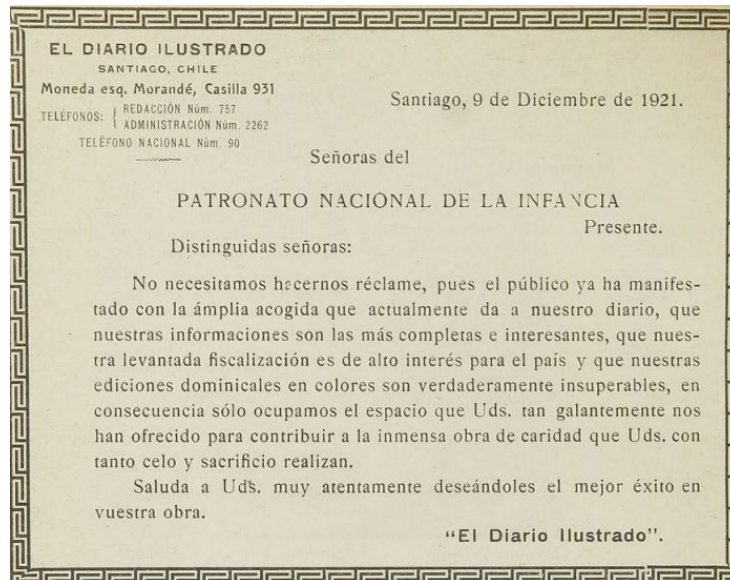 EL DIARIO ILUSTRADO
SANTIAGO, CHILE
Moneda esq. Morandé, Casilla 931
TELÉFONOS: { REDACCIÓN Núm. 757
ADMINISTRACIÓN Núm. 2262
TELÉFONO NACIONAL Núm. 90
Santiago, 9 de Diciembre de 1921.
Señoras del
PATRONATO NACIONAL DE LA INFANCIA
Presente.
Distinguidas señoras:
No necesitamos hacernos réclame, pues el público ya ha manifes-
tado con la ámplia acogida que actualmente da a nuestro diario, que
nuestras informaciones son las más completas e interesantes, que nues-
tra levantada fiscalización es de alto interés para el país y que nuestras
ediciones dominicales en colores son verdaderamente insuperables, en
consecuencia sólo ocupamos el espacio que Uds. tan galantemente nos
han ofrecido para contribuir a la inmensa obra de caridad que Uds. con
tanto celo y sacrificio realizan.
Saluda a Uds. muy atentamente deseándoles el mejor éxito en
vuestra obra.
"El Diario Ilustrado".